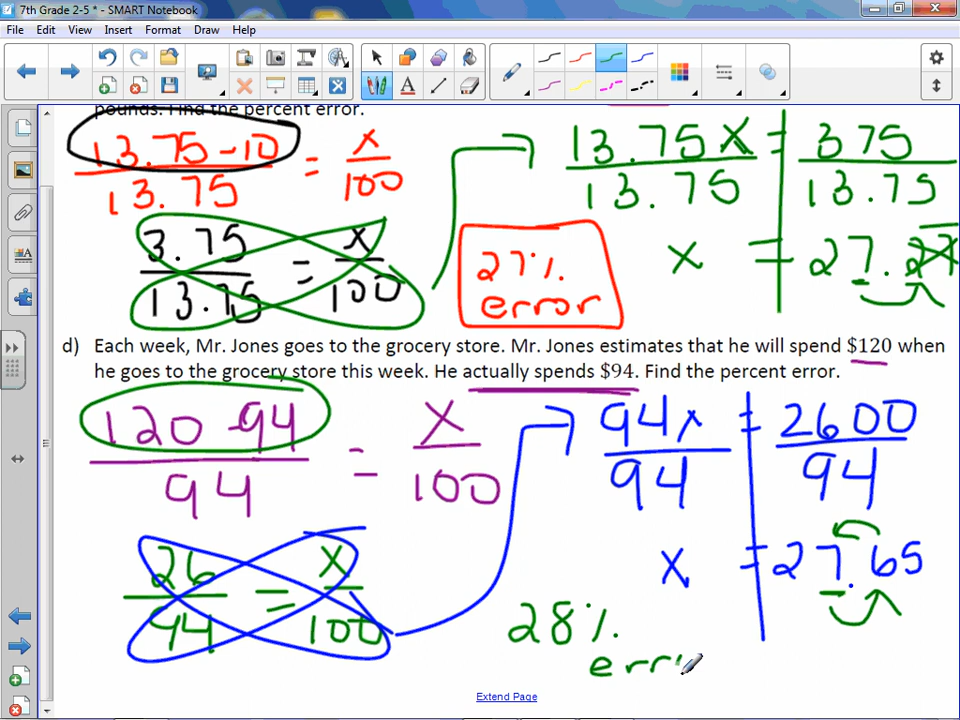 7th Grade 2-5 * - SMART Notebook
File Edit View Insert Format Draw Help
pounds. Find the percent error.
13.75-10 / 13.75 = x / 100
13.75x / 13.75 = 375 / 13.75
3.75 / 13.75 = x / 100
27% error
x = 27.27
d) Each week, Mr. Jones goes to the grocery store. Mr. Jones estimates that he will spend $120 when
he goes to the grocery store this week. He actually spends $94. Find the percent error.
120-94 / 94 = x / 100
94x / 94 = 2600 / 94
26 / 94 = x / 100
x = 27.65
28%
err
Extend Page